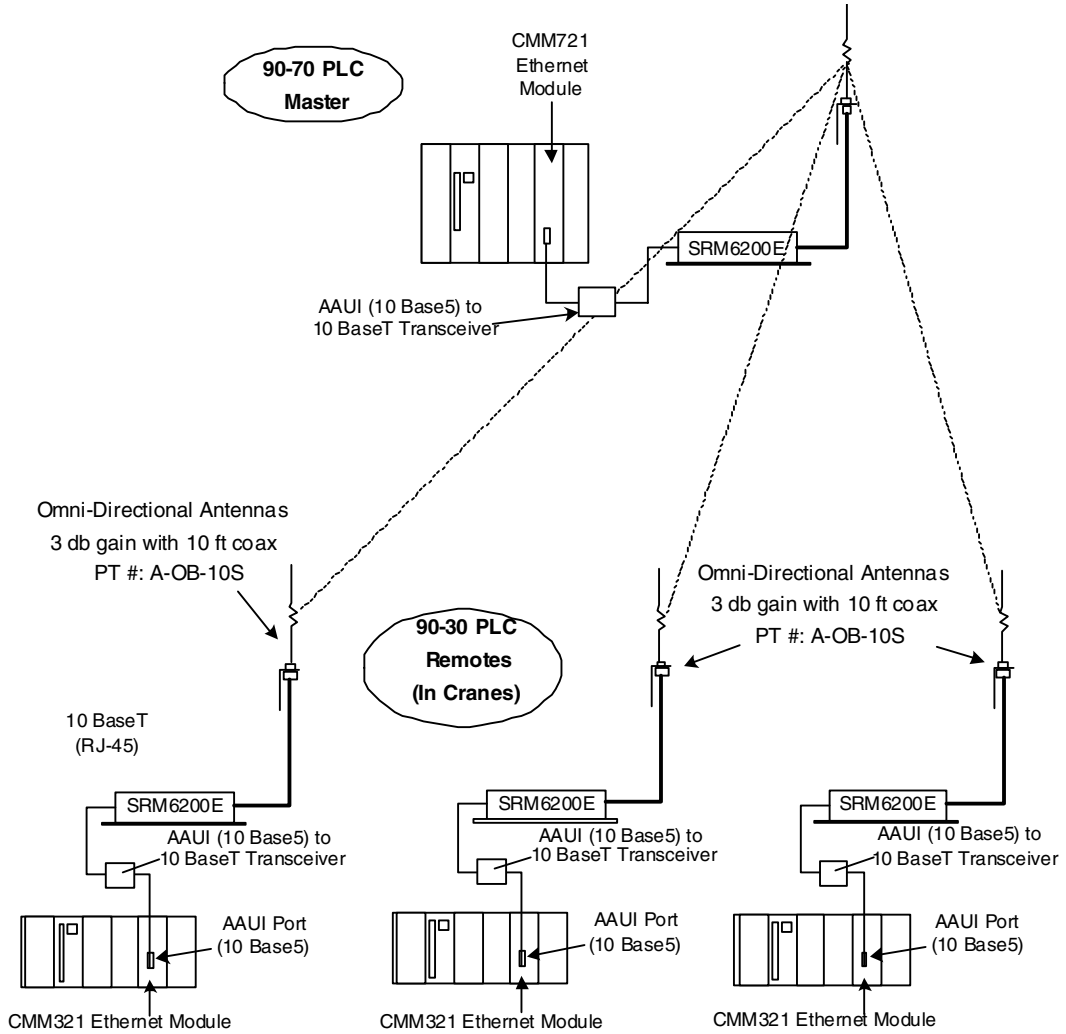 CMM721
Ethernet
Module
90-70 PLC
Master
SRM6200E
AAUI (10 Base5) to
10 BaseT Transceiver
Omni-Directional Antennas
3 db gain with 10 ft coax
PT #: A-OB-10S
Omni-Directional Antennas
3 db gain with 10 ft coax
PT #: A-OB-10S
90-30 PLC
Remotes
(In Cranes)
10 BaseT
(RJ-45)
SRM6200E
AAUI (10 Base5) to
10 BaseT Transceiver
AAUI Port
(10 Base5)
CMM321 Ethernet Module
SRM6200E
AAUI (10 Base5) to
10 BaseT Transceiver
AAUI Port
(10 Base5)
CMM321 Ethernet Module
SRM6200E
AAUI (10 Base5) to
10 BaseT Transceiver
AAUI Port
(10 Base5)
CMM321 Ethernet Module